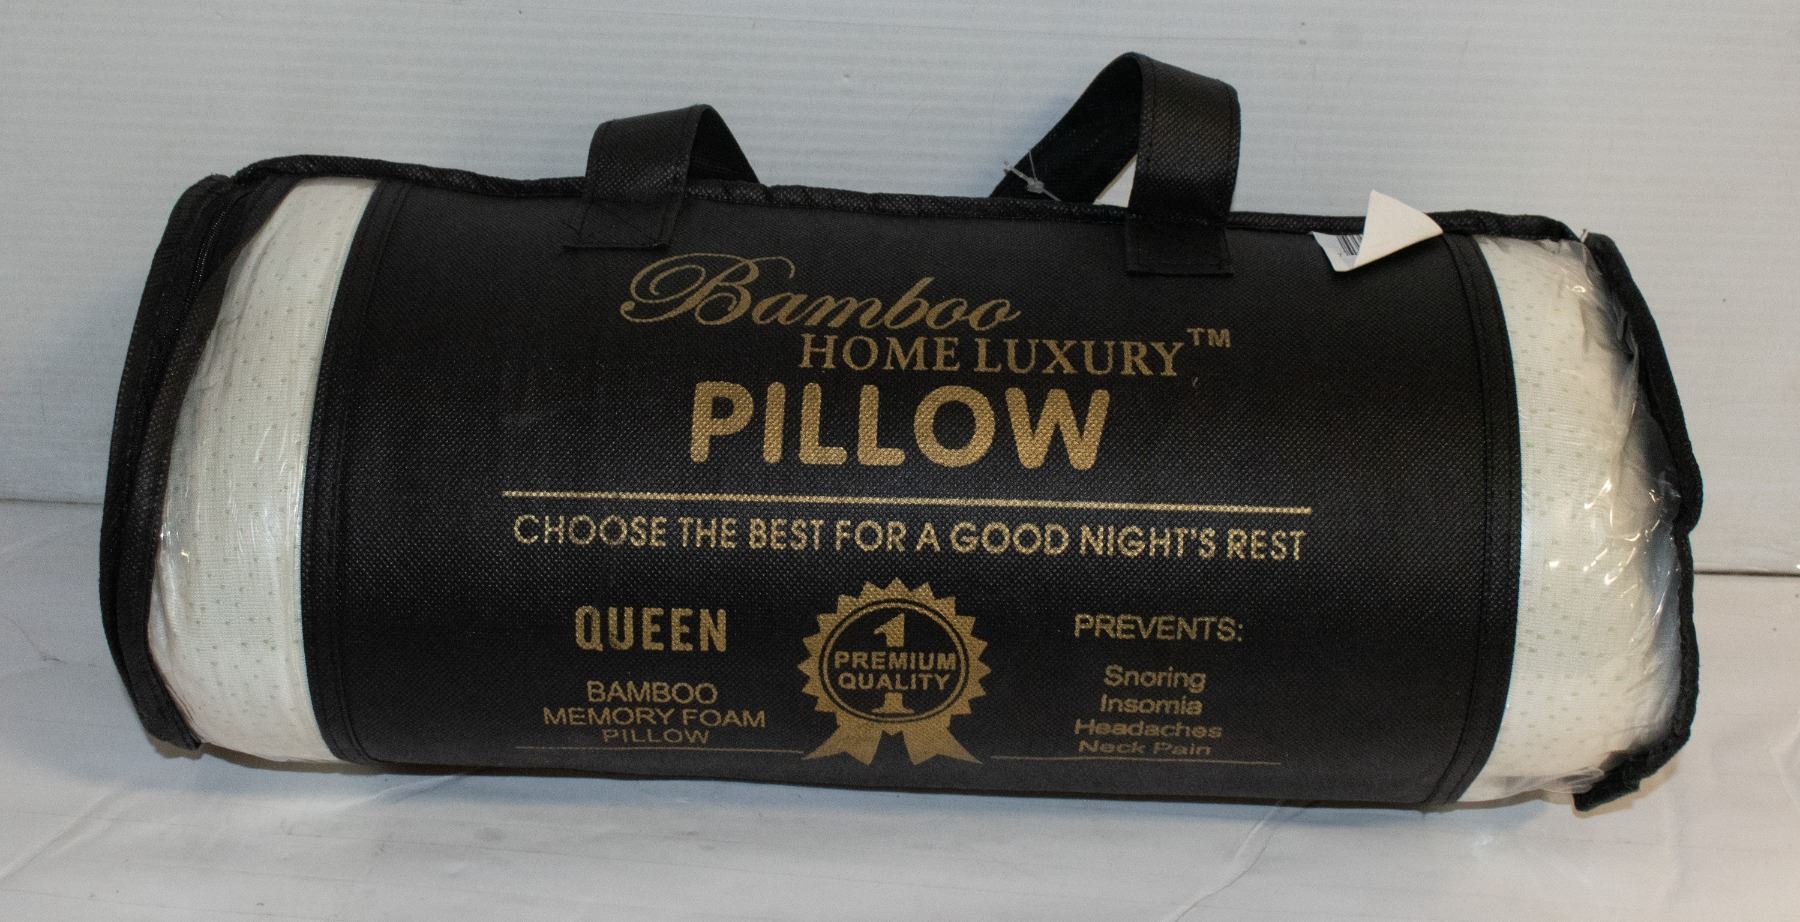 Bamboo
HOME LUXURY™
PILLOW
CHOOSE THE BEST FOR A GOOD NIGHT'S REST
QUEEN
BAMBOO
MEMORY FOAM
PILLOW
1
PREMIUM
QUALITY
1
PREVENTS:
Snoring
Insomia
Headaches
Neck Pain